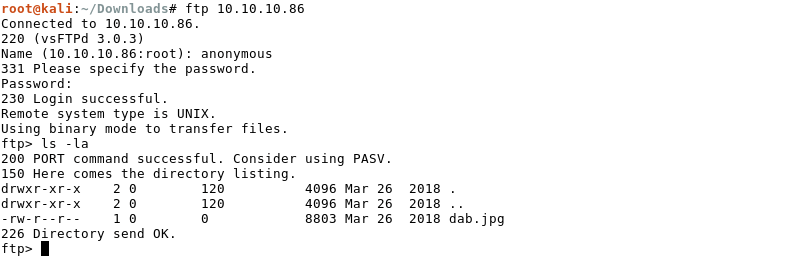 root@kali:~/Downloads# ftp 10.10.10.86
Connected to 10.10.10.86.
220 (vsFTPd 3.0.3)
Name (10.10.10.86:root): anonymous
331 Please specify the password.
Password:
230 Login successful.
Remote system type is UNIX.
Using binary mode to transfer files.
ftp> ls -la
200 PORT command successful. Consider using PASV.
150 Here comes the directory listing.
drwxr-xr-x    2 0        120          4096 Mar 26  2018 .
drwxr-xr-x    2 0        120          4096 Mar 26  2018 ..
-rw-r--r--    1 0        0            8803 Mar 26  2018 dab.jpg
226 Directory send OK.
ftp>